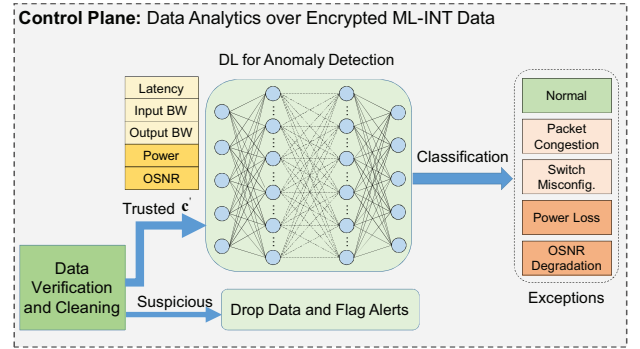 Control Plane: Data Analytics over Encrypted ML-INT Data
DL for Anomaly Detection
Latency
Input BW
Output BW
Power
OSNR
Trusted c'
Classification
Normal
Packet
Congestion
Switch
Misconfig.
Power Loss
OSNR
Degradation
Exceptions
Data
Verification
and Cleaning
Suspicious
Drop Data and Flag Alerts